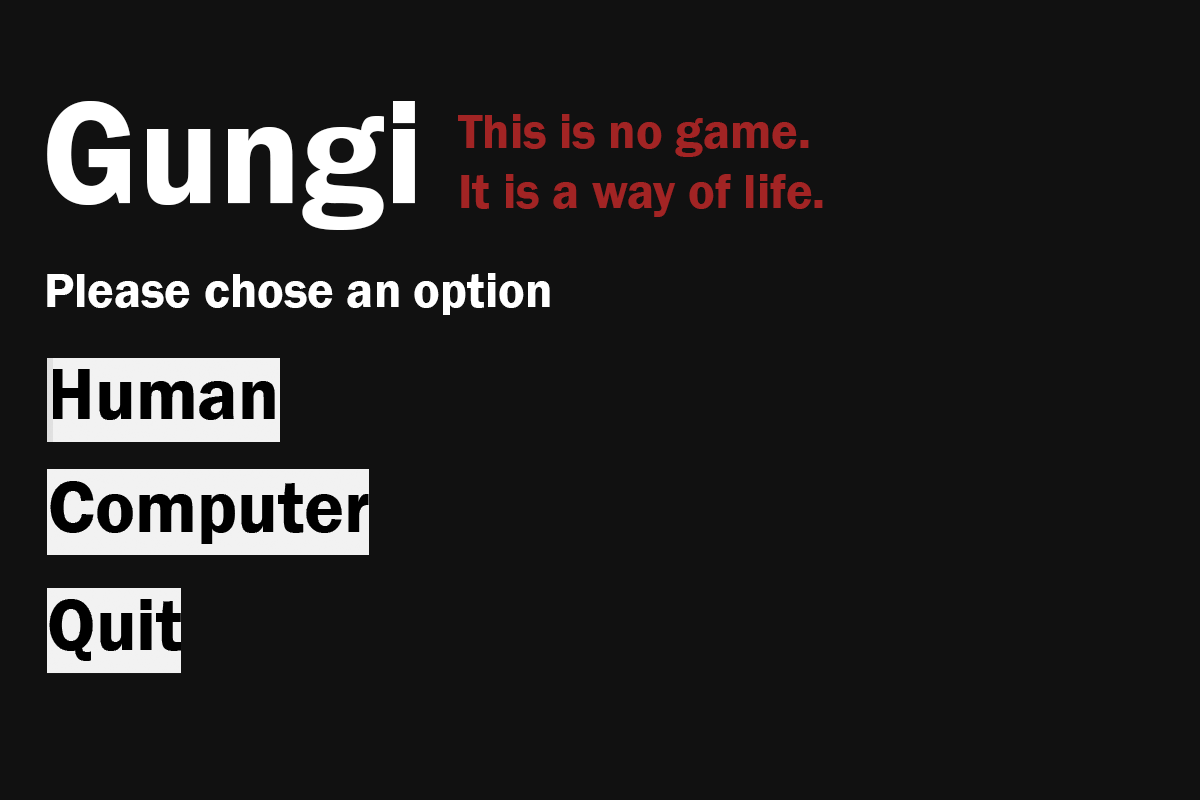 Gungi
This is no game.
It is a way of life.
Please chose an option
Human
Computer
Quit